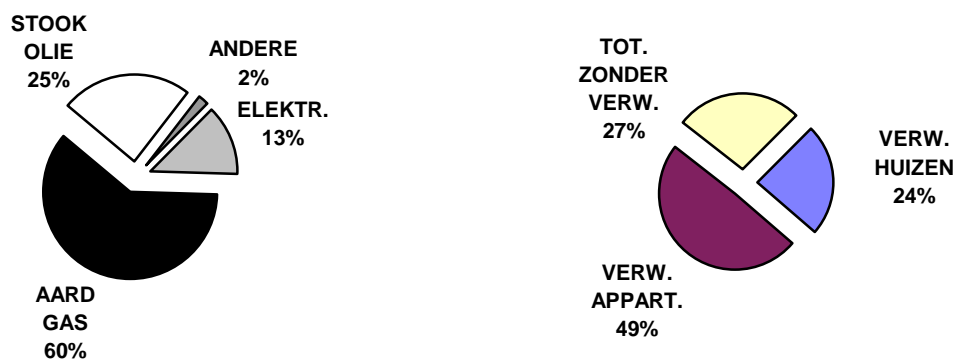 STOOK
OLIE
25%
ANDERE
2%
ELEKTR.
13%
AARD
GAS
60%
TOT.
ZONDER
VERW.
27%
VERW.
HUIZEN
24%
VERW.
APPART.
49%